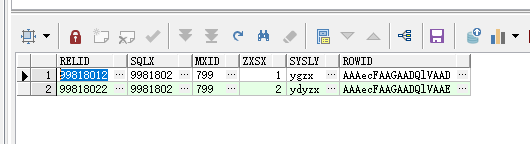 RELID SQLX MXID ZXSX SYSLY ROWID
1 99818012 ... 9981802 ... 799 ... 1 ygzx ... AAAecFAAGAADQlVAAD ...
2 99818022 ... 9981802 ... 799 ... 2 ydyzx ... AAAecFAAGAADQlVAAE ...